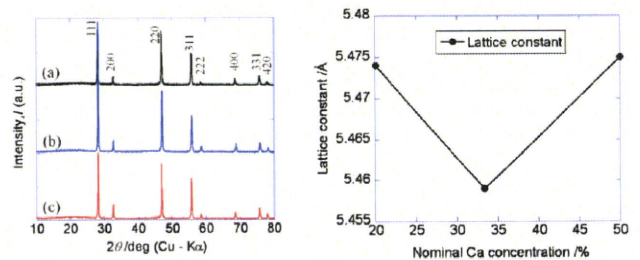 111
200
220
311
222
400
331
420
(a)
(b)
(c)
Intensity, I (a.u.)
10 20 30 40 50 60 70 80
2θ/deg (Cu - Kα)
5.48
5.475
5.47
5.465
5.46
5.455
Lattice constant
Lattice constant /Å
20 25 30 35 40 45 50
Nominal Ca concentration /%